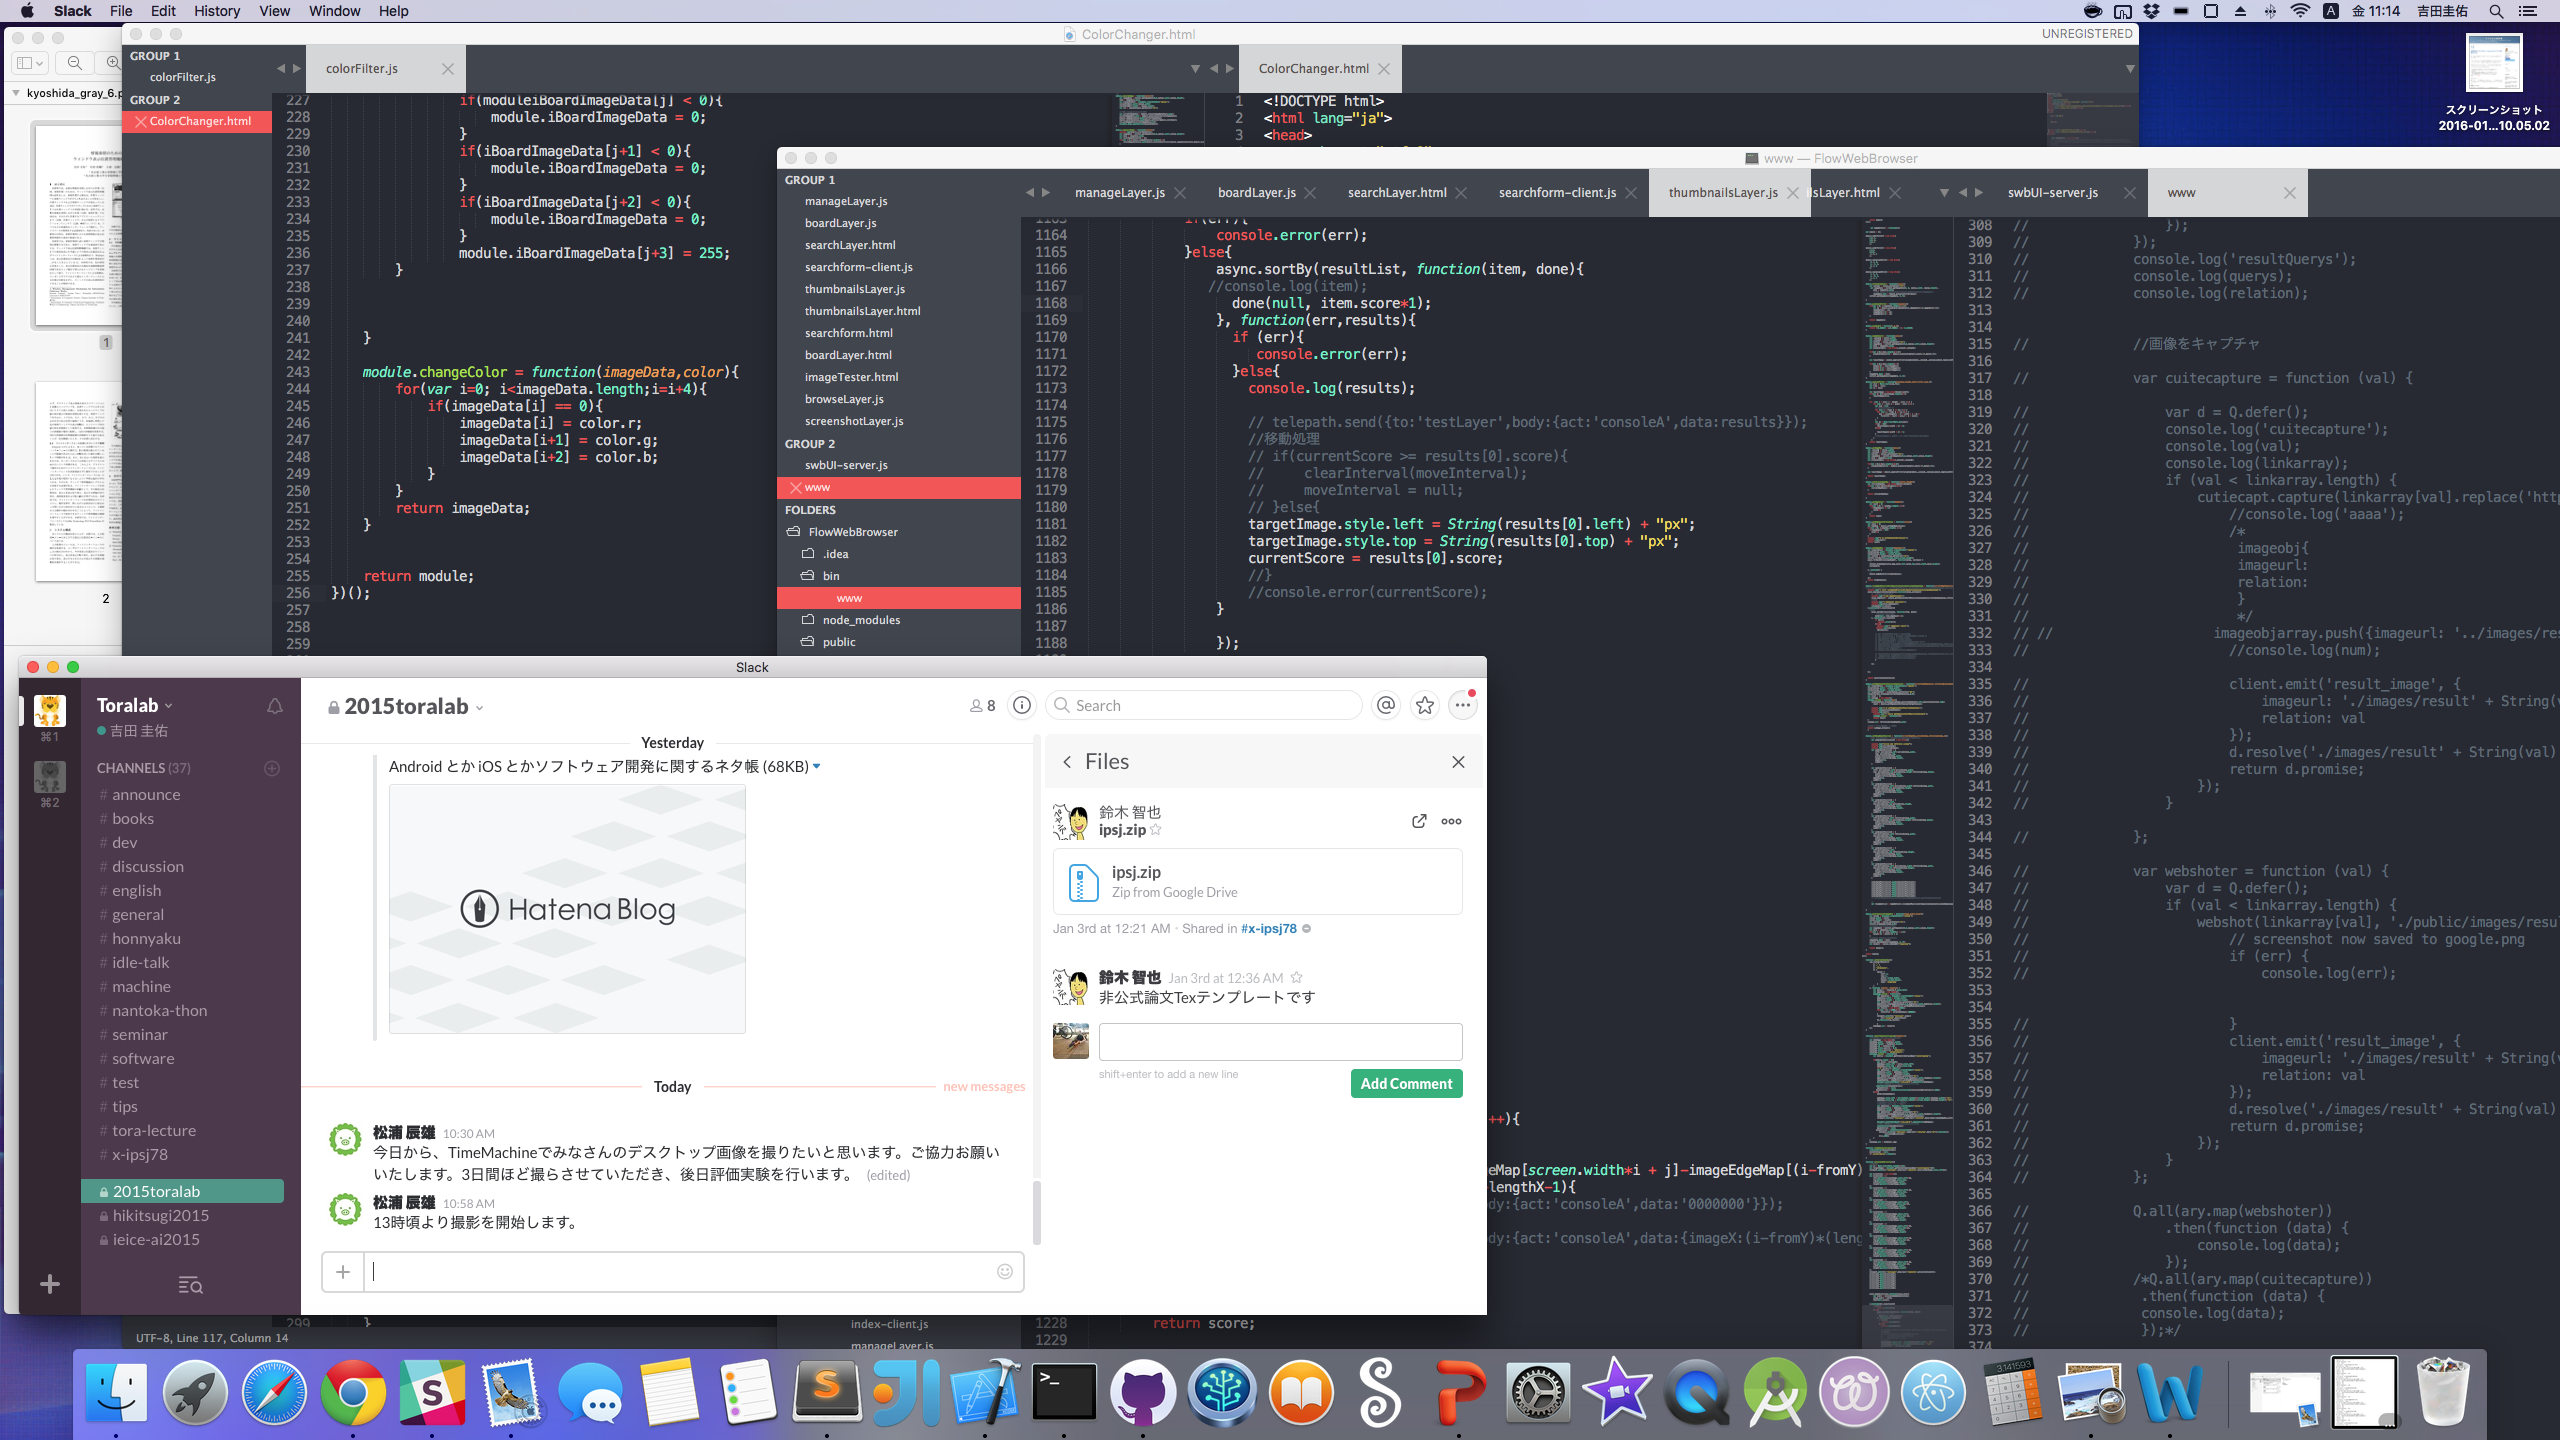 Slack File Edit History View Window Help
金 11:14 吉田圭佑
ColorChanger.html
UNREGISTERED
スクリーンショット
2016-01...10.05.02
kyoshida_gray_6.p
1
2
GROUP 1
colorFilter.js
GROUP 2
ColorChanger.html
colorFilter.js
ColorChanger.html
227 if(moduleiBoardImageData[j] < 0){
228 module.iBoardImageData = 0;
229 }
230 if(iBoardImageData[j+1] < 0){
231 module.iBoardImageData = 0;
232 }
233 if(iBoardImageData[j+2] < 0){
234 module.iBoardImageData = 0;
235 }
236 module.iBoardImageData[j+3] = 255;
237 }
238
239
240
241 }
242
243 module.changeColor = function(imageData,color){
244 for(var i=0; i<imageData.length;i=i+4){
245 if(imageData[i] == 0){
246 imageData[i] = color.r;
247 imageData[i+1] = color.g;
248 imageData[i+2] = color.b;
249 }
250 }
251 return imageData;
252 }
253
254
255 return module;
256 })();
257
258
259
299 }
UTF-8, Line 117, Column 14
1 <!DOCTYPE html>
2 <html lang="ja">
3 <head>
www — FlowWebBrowser
GROUP 1
manageLayer.js
boardLayer.js
searchLayer.html
searchform-client.js
thumbnailsLayer.js
thumbnailsLayer.html
searchform.html
boardLayer.html
imageTester.html
browseLayer.js
screenshotLayer.js
GROUP 2
swbUI-server.js
www
FOLDERS
FlowWebBrowser
.idea
bin
www
node_modules
public
index-client.js
manageLayer.js
manageLayer.js boardLayer.js searchLayer.html searchform-client.js thumbnailsLayer.js lsLayer.html
swbUI-server.js www
1163 if(err){
1164 console.error(err);
1165 }else{
1166 async.sortBy(resultList, function(item, done){
1167 //console.log(item);
1168 done(null, item.score*1);
1169 }, function(err,results){
1170 if (err){
1171 console.error(err);
1172 }else{
1173 console.log(results);
1174
1175 // telepath.send({to:'testLayer',body:{act:'consoleA',data:results}});
1176 //移動処理
1177 // if(currentScore >= results[0].score){
1178 // clearInterval(moveInterval);
1179 // moveInterval = null;
1180 // }else{
1181 targetImage.style.left = String(results[0].left) + "px";
1182 targetImage.style.top = String(results[0].top) + "px";
1183 currentScore = results[0].score;
1184 //}
1185 //console.error(currentScore);
1186 }
1187
1188 });
++){
eMap[screen.width*i + j]-imageEdgeMap[(i-fromY)
lengthX-1){
ody:{act:'consoleA',data:'0000000'}});
ody:{act:'consoleA',data:{imageX:(i-fromY)*(leng
1228 return score;
1229
308 // });
309 // });
310 // console.log('resultQuerys');
311 // console.log(querys);
312 // console.log(relation);
313
314
315 // //画像をキャプチャ
316
317 // var cuitecapture = function (val) {
318
319 // var d = Q.defer();
320 // console.log('cuitecapture');
321 // console.log(val);
322 // console.log(linkarray);
323 // if (val < linkarray.length) {
324 // cutiecapt.capture(linkarray[val].replace('http
325 // //console.log('aaaa');
326 // /*
327 // imageobj{
328 // imageurl:
329 // relation:
330 // }
331 // */
332 // // imageobjarray.push({imageurl: '../images/res
333 // //console.log(num);
334
335 // client.emit('result_image', {
336 // imageurl: './images/result' + String(v
337 // relation: val
338 // });
339 // d.resolve('./images/result' + String(val)
340 // return d.promise;
341 // });
342 // }
343
344 // };
345
346 // var webshoter = function (val) {
347 // var d = Q.defer();
348 // if (val < linkarray.length) {
349 // webshot(linkarray[val], './public/images/resu
350 // // screenshot now saved to google.png
351 // if (err) {
352 // console.log(err);
353
354
355 // }
356 // client.emit('result_image', {
357 // imageurl: './images/result' + String(v
358 // relation: val
359 // });
360 // d.resolve('./images/result' + String(val)
361 // return d.promise;
362 // });
363 // }
364 // };
365
366 // Q.all(ary.map(webshoter))
367 // .then(function (data) {
368 // console.log(data);
369 // });
370 // /*Q.all(ary.map(cuitecapture))
371 // .then(function (data) {
372 // console.log(data);
373 // });*/
374
Slack
⌘1
⌘2
Toralab
吉田 圭佑
CHANNELS (37)
# announce
# books
# dev
# discussion
# english
# general
# honnyaku
# idle-talk
# machine
# nantoka-thon
# seminar
# software
# test
# tips
# tora-lecture
# x-ipsj78
2015toralab
hikitsugi2015
ieice-ai2015
2015toralab
8
Search
Yesterday
Android とか iOS とかソフトウェア開発に関するネタ帳 (68KB)
Hatena Blog
Today
new messages
松浦 辰雄 10:30 AM
今日から、TimeMachineでみなさんのデスクトップ画像を撮りたいと思います。ご協力お願い
いたします。3日間ほど撮らさせていただき、後日評価実験を行います。 (edited)
松浦 辰雄 10:58 AM
13時頃より撮影を開始します。
Files
鈴木 智也
ipsj.zip
ipsj.zip
Zip from Google Drive
Jan 3rd at 12:21 AM · Shared in #x-ipsj78
鈴木 智也 Jan 3rd at 12:36 AM
非公式論文Texテンプレートです
shift+enter to add a new line
Add Comment
3.141593